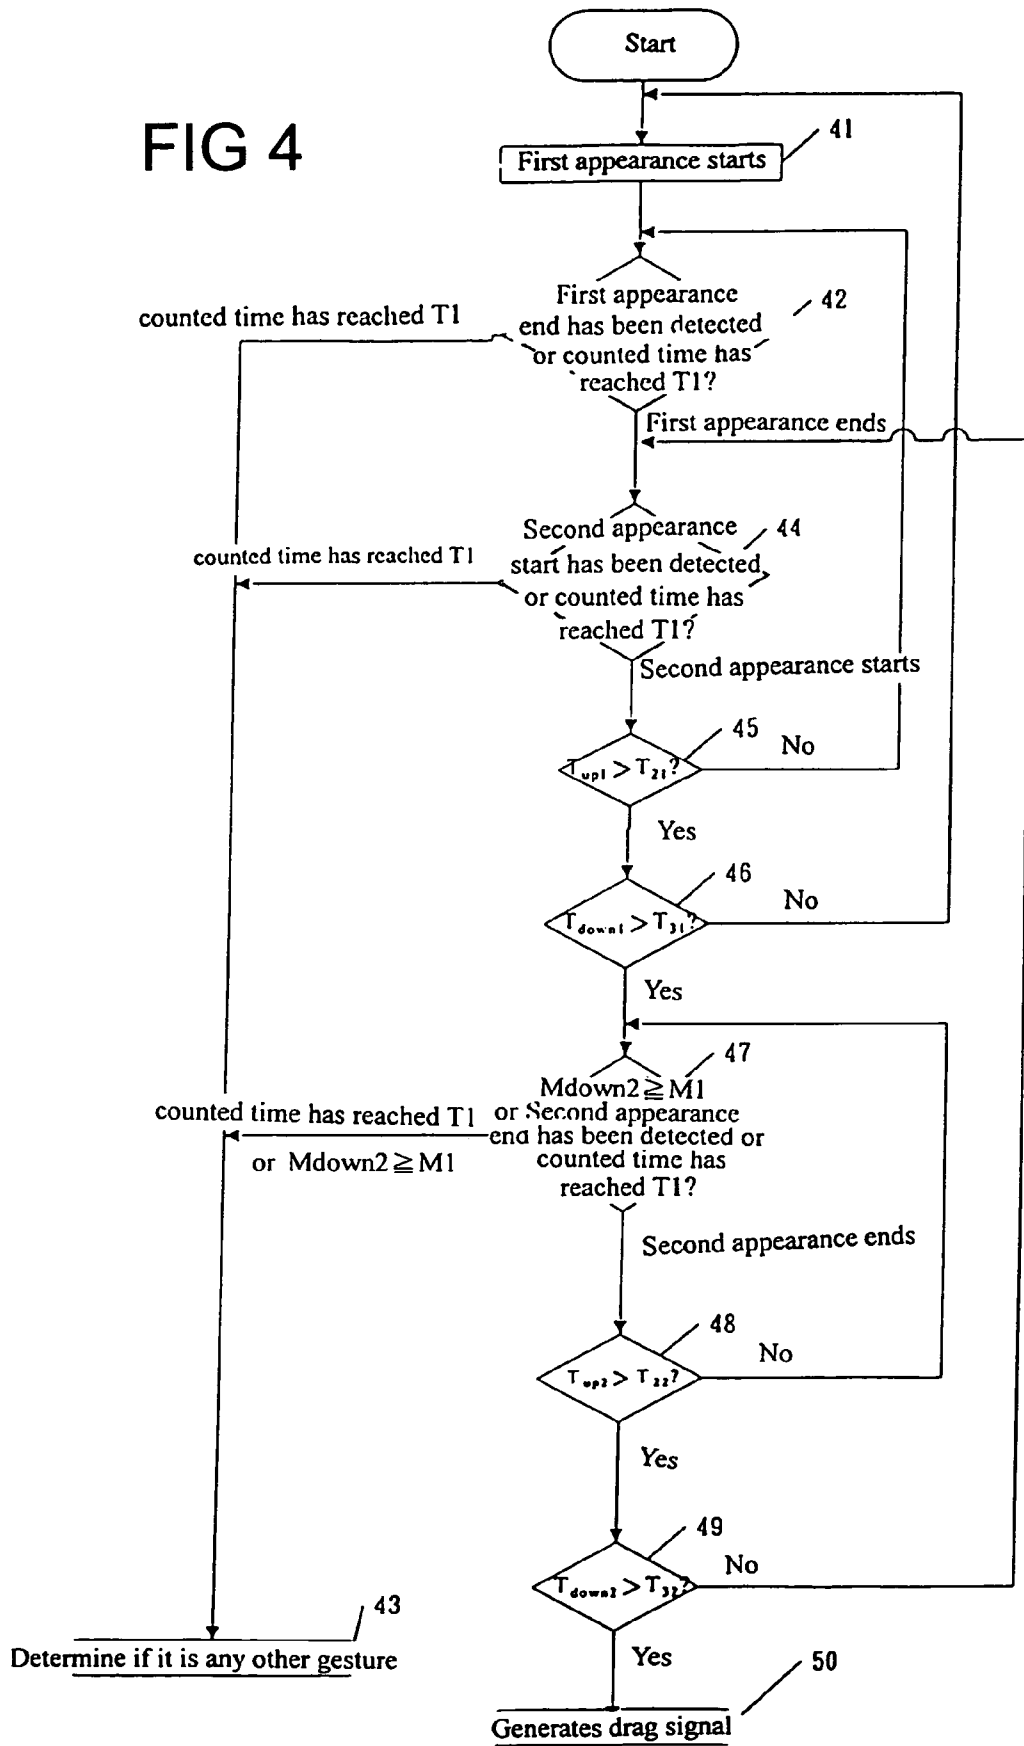 Start
FIG 4
41
First appearance starts
42
First appearance
end has been detected
or counted time has
reached T1?
counted time has reached T1
First appearance ends
44
Second appearance
start has been detected
or counted time has
reached T1?
counted time has reached T1
Second appearance starts
45
Tup1 > T21?
No
Yes
46
Tdown1 > T31?
No
Yes
47
Mdown2≧M1
or Second appearance
end has been detected or
counted time has
reached T1?
counted time has reached T1
or Mdown2≧M1
Second appearance ends
48
Tup2 > T22?
No
Yes
49
Tdown2 > T32?
No
Yes
43
Determine if it is any other gesture
50
Generates drag signal